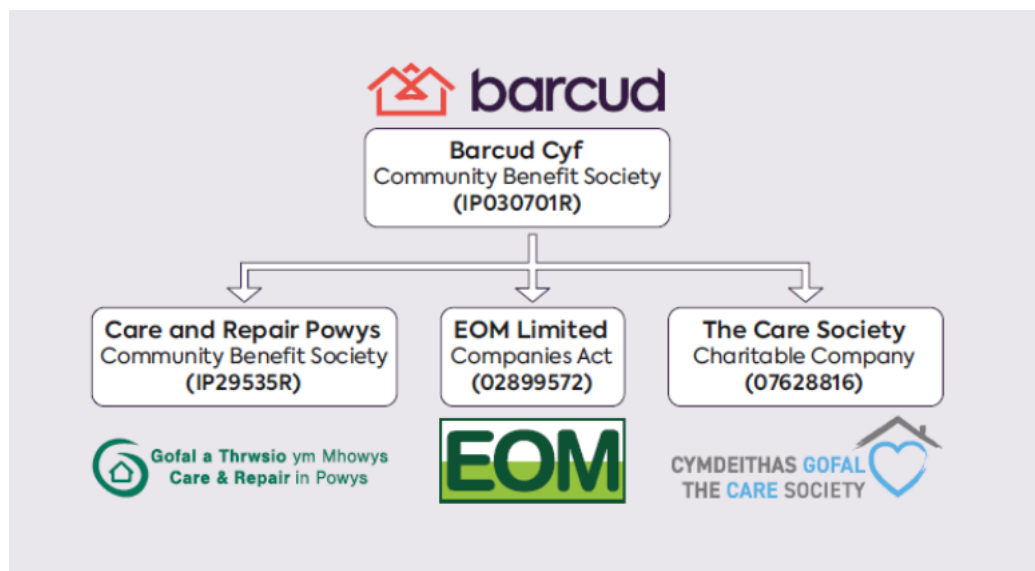 barcud
Barcud Cyf
Community Benefit Society
(IP030701R)
Care and Repair Powys
Community Benefit Society
(IP29535R)
EOM Limited
Companies Act
(02899572)
The Care Society
Charitable Company
(07628816)
Gofal a Thrwsio ym Mhowys
Care & Repair in Powys
EOM
CYMDEITHAS GOFAL
THE CARE SOCIETY